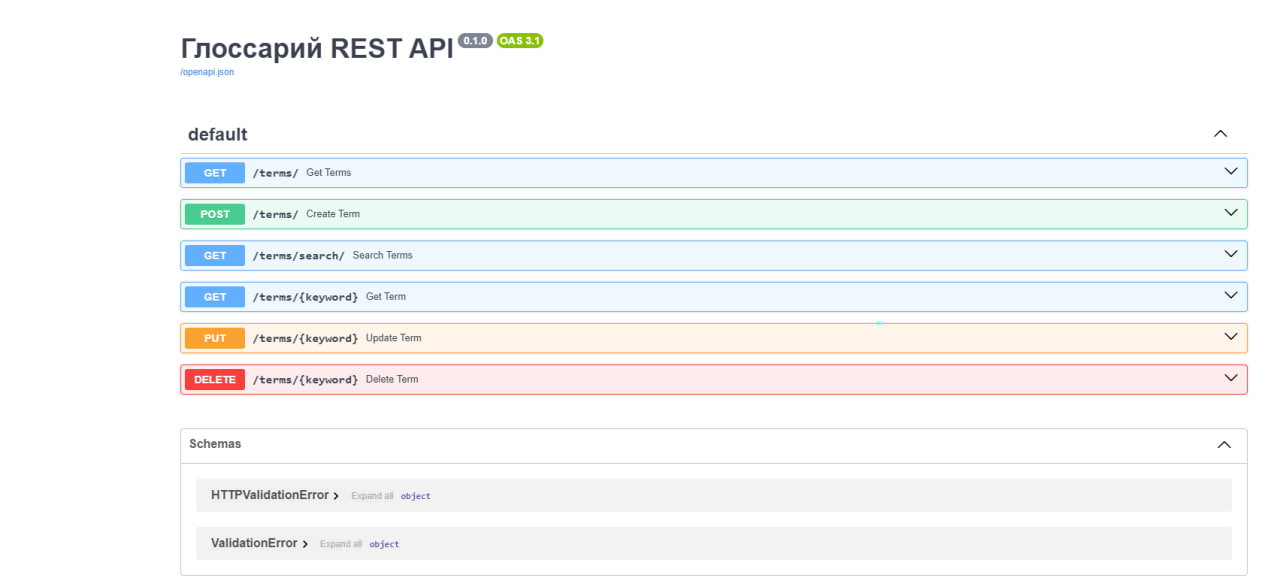 Глоссарий REST API 0.1.0 OAS 3.1
/openapi.json
default
GET /terms/ Get Terms
POST /terms/ Create Term
GET /terms/search/ Search Terms
GET /terms/{keyword} Get Term
PUT /terms/{keyword} Update Term
DELETE /terms/{keyword} Delete Term
Schemas
HTTPValidationError Expand all object
ValidationError Expand all object